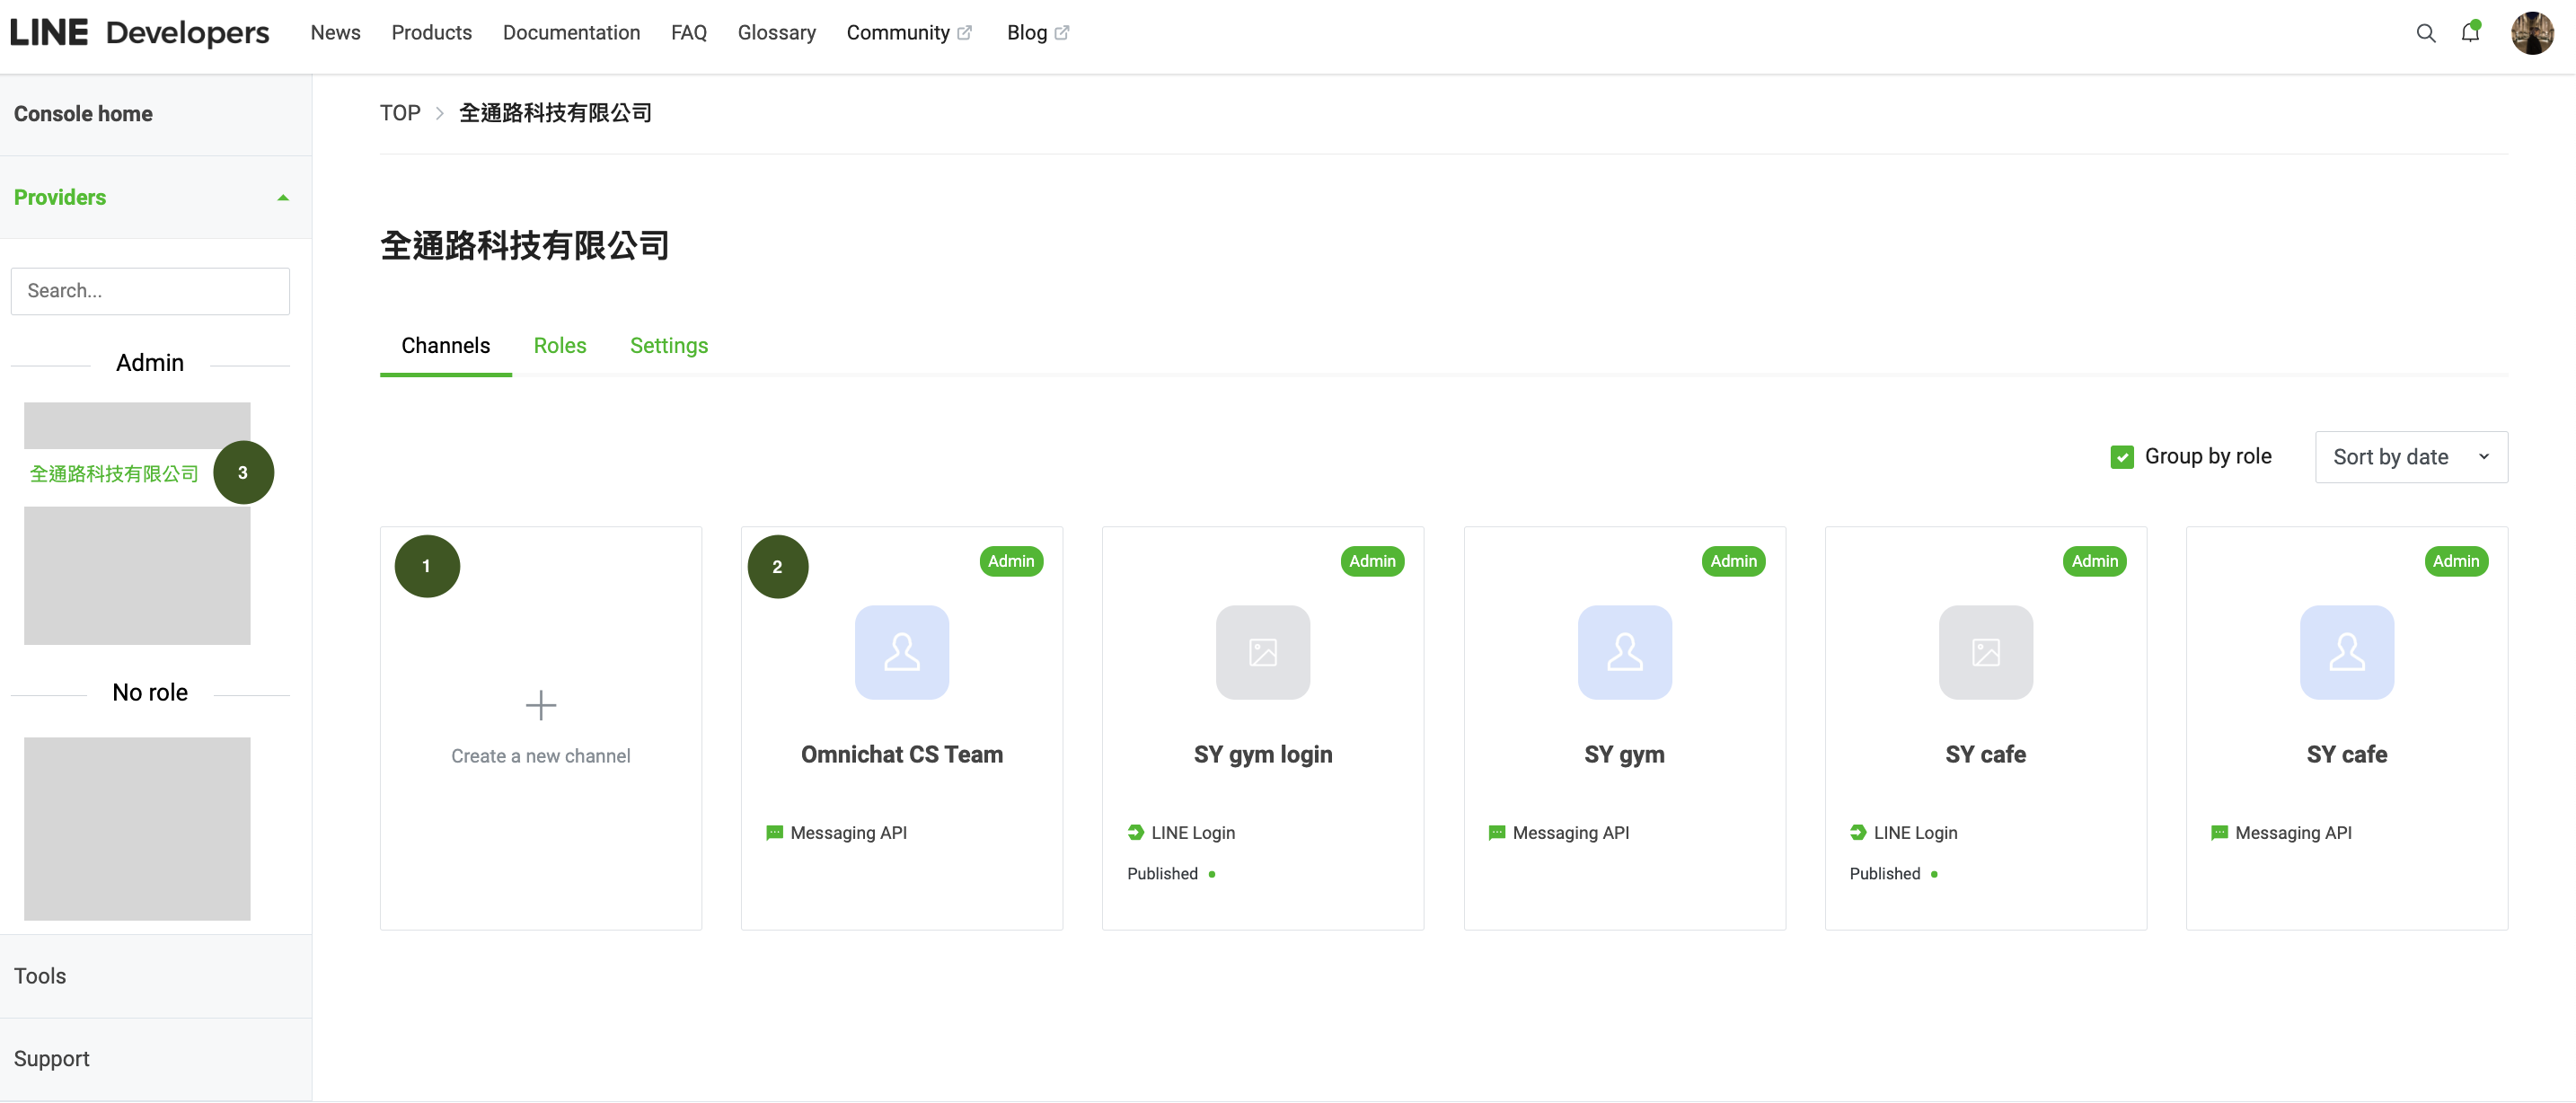 LINE Developers News Products Documentation FAQ Glossary Community Blog
Console home
Providers
Search...
Admin
全通路科技有限公司 3
No role
Tools
Support
TOP > 全通路科技有限公司
全通路科技有限公司
Channels Roles Settings
Group by role Sort by date
1
Create a new channel
2
Admin
Omnichat CS Team
Messaging API
Admin
SY gym login
LINE Login
Published
Admin
SY gym
Messaging API
Admin
SY cafe
LINE Login
Published
Admin
SY cafe
Messaging API